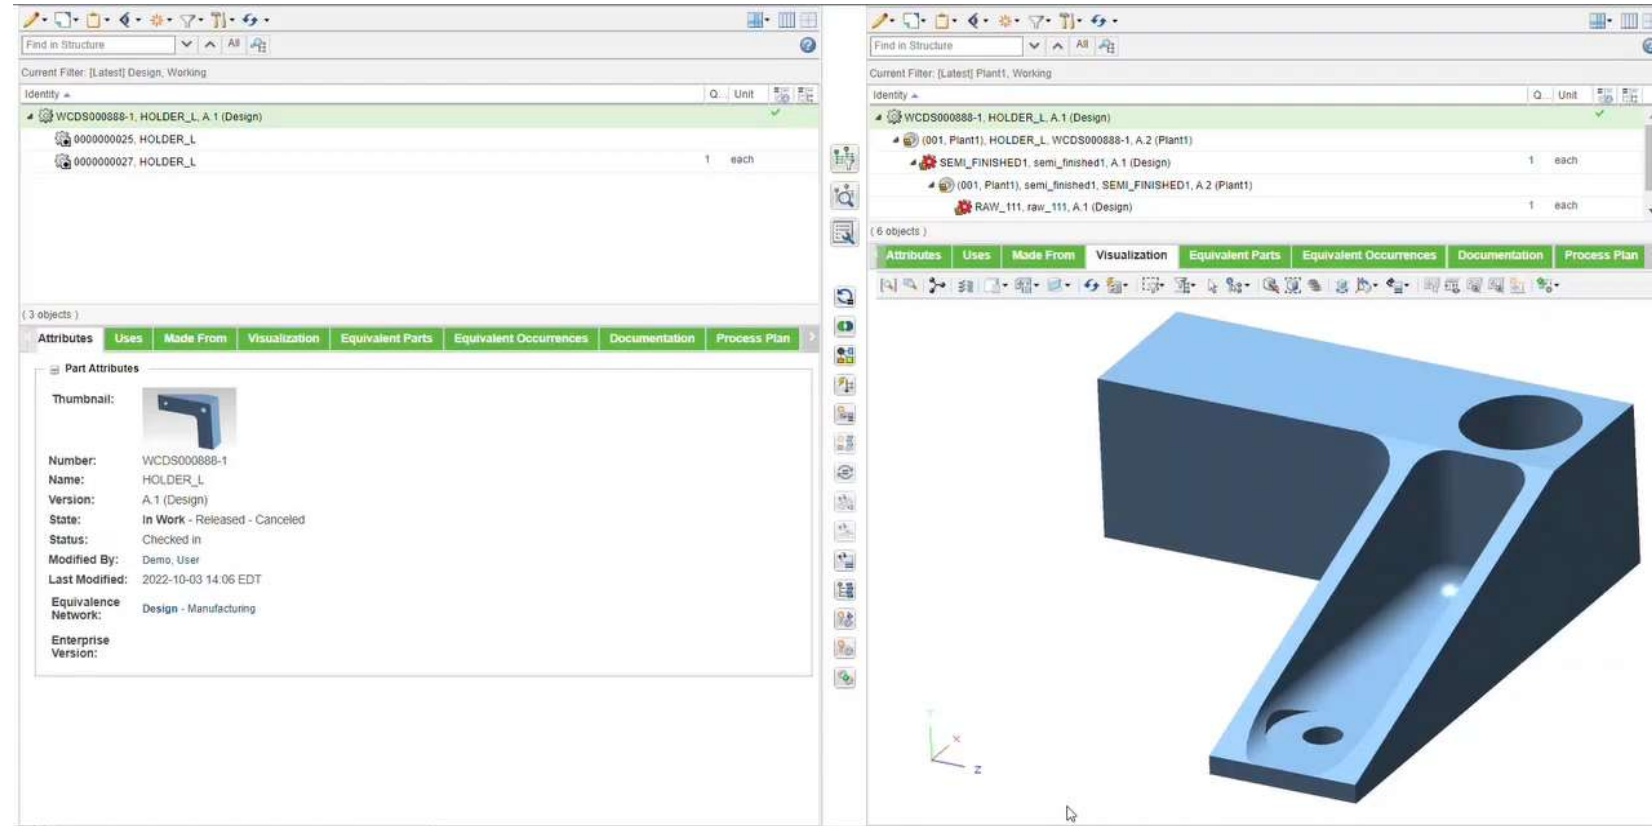 Find in Structure
All
Current Filter: [Latest] Design, Working
Identity
Q... Unit
WCDS000888-1, HOLDER_L, A.1 (Design)
0000000025, HOLDER_L
0000000027, HOLDER_L 1 each
( 3 objects )
Attributes Uses Made From Visualization Equivalent Parts Equivalent Occurrences Documentation Process Plan
Part Attributes
Thumbnail:
Number: WCDS000888-1
Name: HOLDER_L
Version: A.1 (Design)
State: In Work - Released - Canceled
Status: Checked in
Modified By: Demo, User
Last Modified: 2022-10-03 14:06 EDT
Equivalence
Network: Design - Manufacturing
Enterprise
Version:
Find in Structure
All
Current Filter: [Latest] Plant1, Working
Identity
Q... Unit
WCDS000888-1, HOLDER_L, A.1 (Design)
(001, Plant1), HOLDER_L, WCDS000888-1, A.2 (Plant1)
SEMI_FINISHED1, semi_finished1, A.1 (Design) 1 each
(001, Plant1), semi_finished1, SEMI_FINISHED1, A.2 (Plant1)
RAW_111, raw_111, A.1 (Design) 1 each
( 6 objects )
Attributes Uses Made From Visualization Equivalent Parts Equivalent Occurrences Documentation Process Plan
Y
X
Z